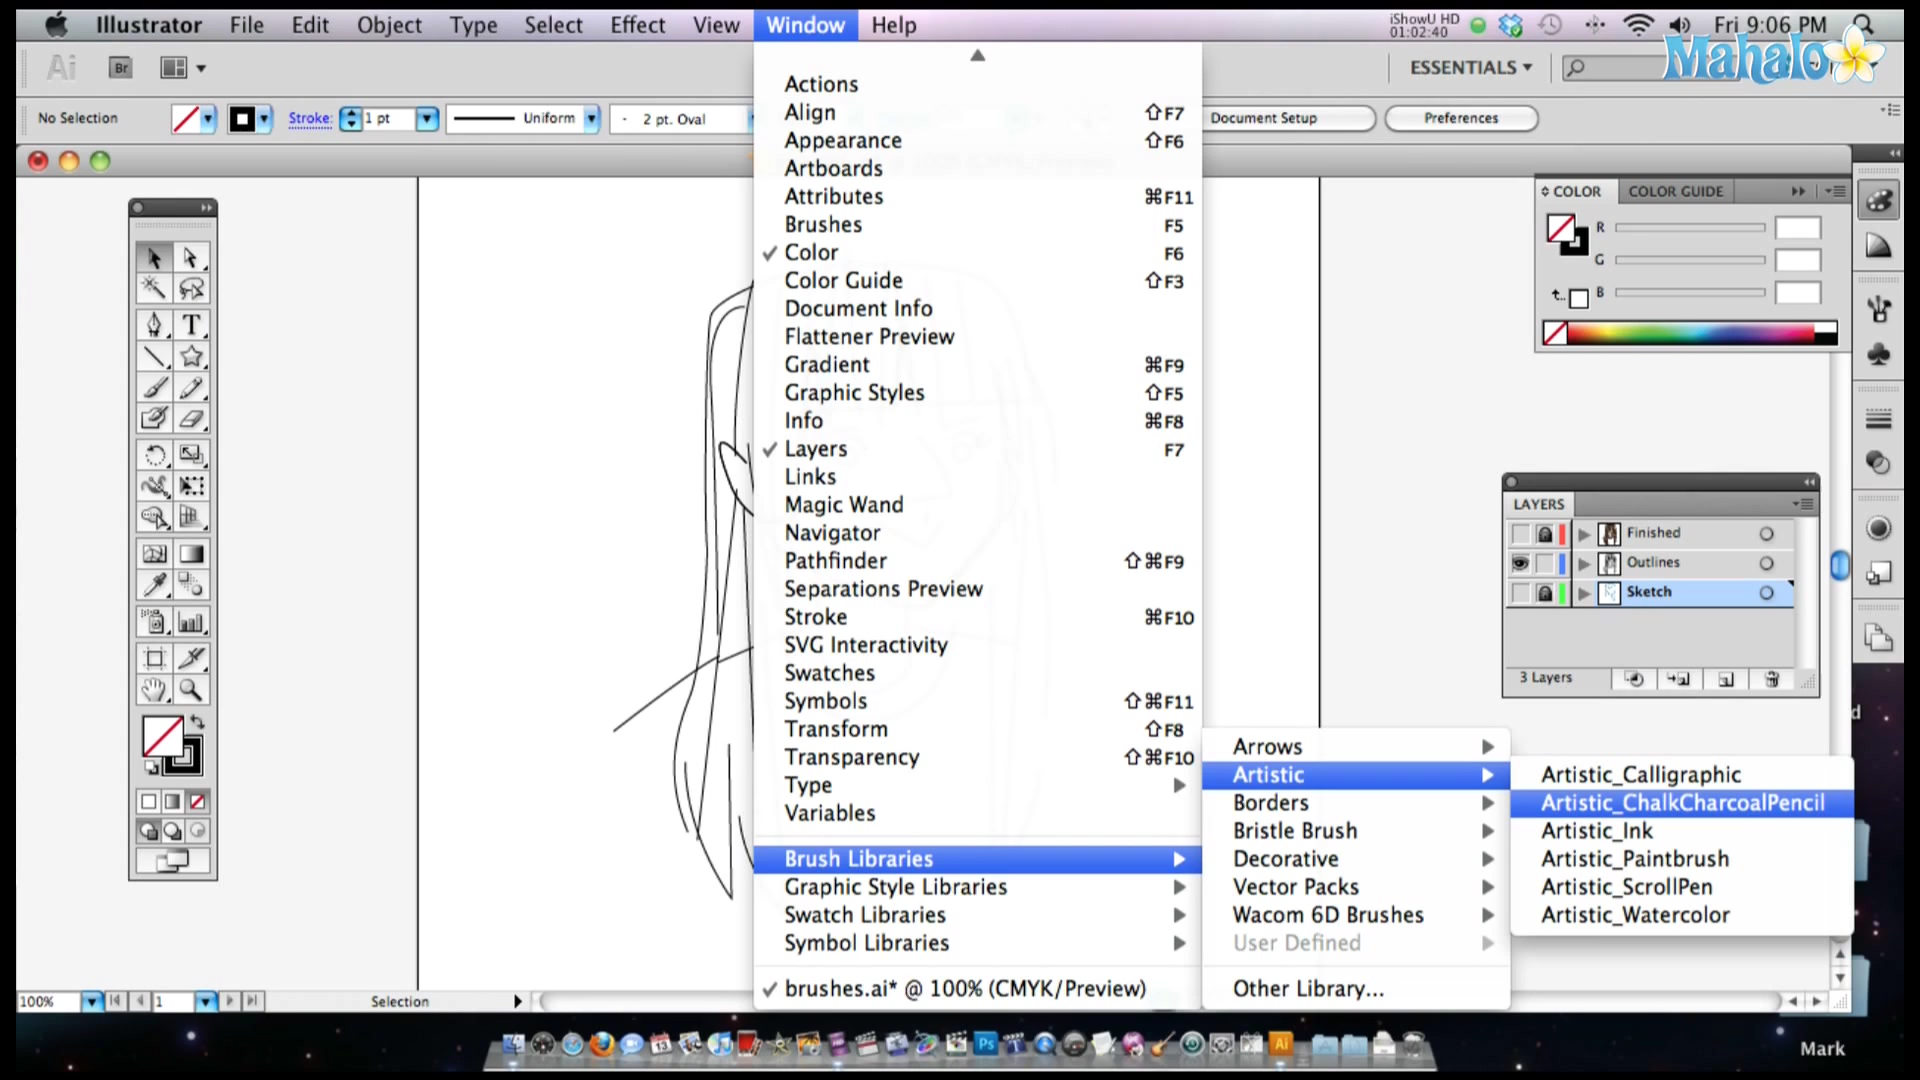 Illustrator File Edit Object Type Select Effect View Window Help
iShowU HD
01:02:40
Fri 9:06 PM
Mahalo
Ai Br
ESSENTIALS
No Selection Stroke: 1 pt Uniform 2 pt. Oval Document Setup Preferences
Actions
Align ⇧F7
Appearance ⇧F6
Artboards
Attributes ⌘F11
Brushes F5
✓ Color F6
Color Guide ⇧F3
Document Info
Flattener Preview
Gradient ⌘F9
Graphic Styles ⇧F5
Info ⌘F8
✓ Layers F7
Links
Magic Wand
Navigator
Pathfinder ⇧⌘F9
Separations Preview
Stroke ⌘F10
SVG Interactivity
Swatches
Symbols ⇧⌘F11
Transform ⇧F8
Transparency ⇧⌘F10
Type
Variables
Brush Libraries
Graphic Style Libraries
Swatch Libraries
Symbol Libraries
✓ brushes.ai* @ 100% (CMYK/Preview)
Arrows
Artistic
Borders
Bristle Brush
Decorative
Vector Packs
Wacom 6D Brushes
User Defined
Other Library...
Artistic_Calligraphic
Artistic_ChalkCharcoalPencil
Artistic_Ink
Artistic_Paintbrush
Artistic_ScrollPen
Artistic_Watercolor
COLOR COLOR GUIDE
R
G
B
LAYERS
Finished
Outlines
Sketch
3 Layers
100% 1 Selection
13 Ps T Ai
Mark